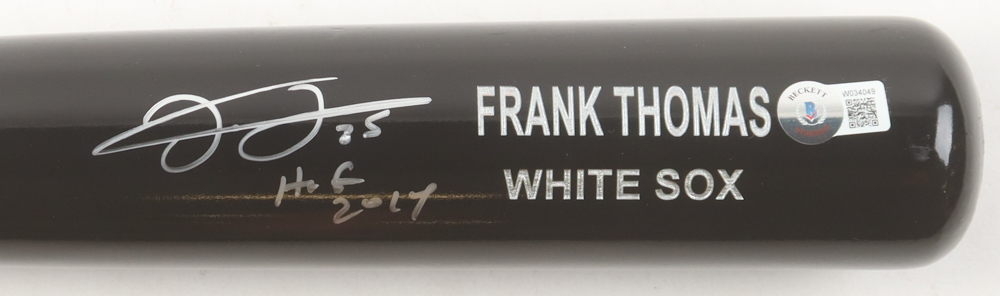 35
HOF
2014
FRANK THOMAS
WHITE SOX
BECKETT
B
W034049